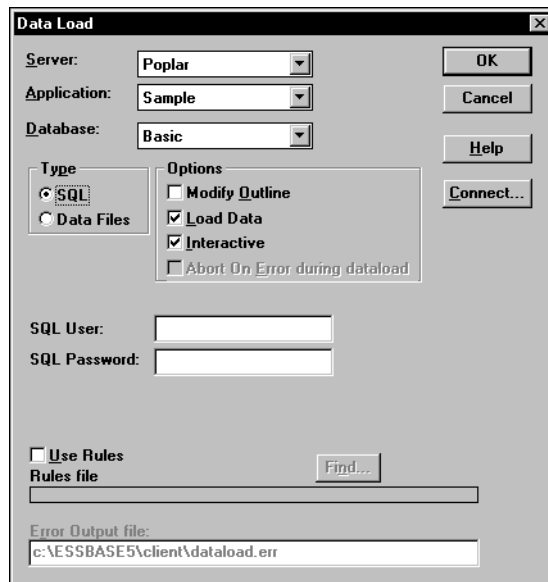 Data Load
Server: Poplar OK
Application: Sample Cancel
Database: Basic
Help
Type Options
SQL Modify Outline Connect...
Data Files Load Data
Interactive
Abort On Error during dataload
SQL User:
SQL Password:
Use Rules
Rules file Find...
Error Output file:
c:\ESSBASE5\client\dataload.err